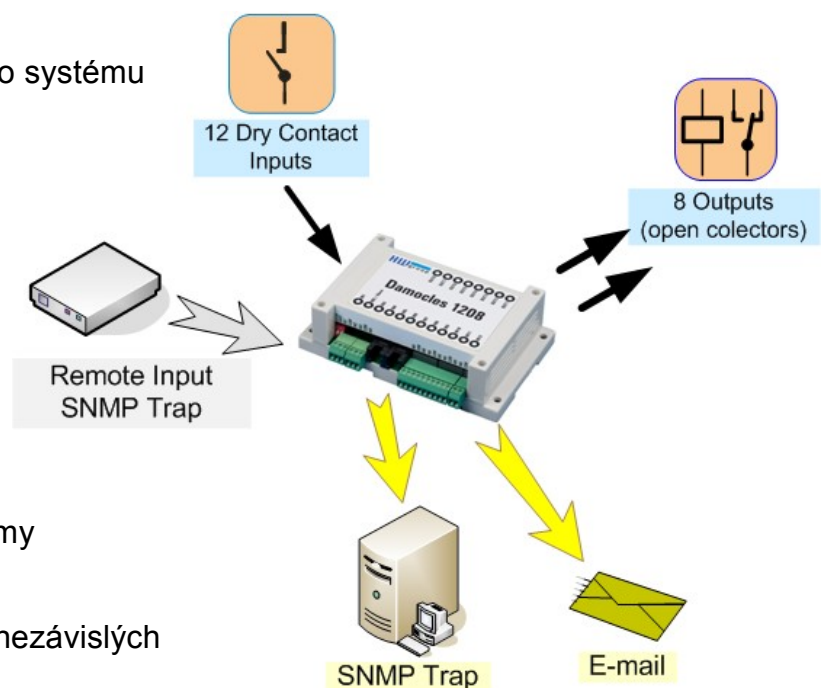 o systému
12 Dry Contact
Inputs
8 Outputs
(open colectors)
HW
Damocles 1208
Remote Input
SNMP Trap
my
nezávislých
SNMP Trap
E-mail